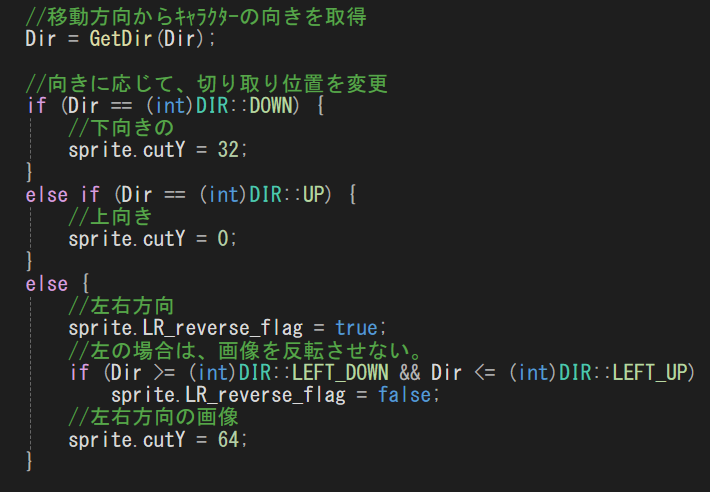 //移動方向からｷｬﾗｸﾀｰの向きを取得
Dir = GetDir(Dir);
//向きに応じて、切り取り位置を変更
if (Dir == (int)DIR::DOWN) {
//下向きの
sprite.cutY = 32;
}
else if (Dir == (int)DIR::UP) {
//上向き
sprite.cutY = 0;
}
else {
//左右方向
sprite.LR_reverse_flag = true;
//左の場合は、画像を反転させない。
if (Dir >= (int)DIR::LEFT_DOWN && Dir <= (int)DIR::LEFT_UP)
sprite.LR_reverse_flag = false;
//左右方向の画像
sprite.cutY = 64;
}